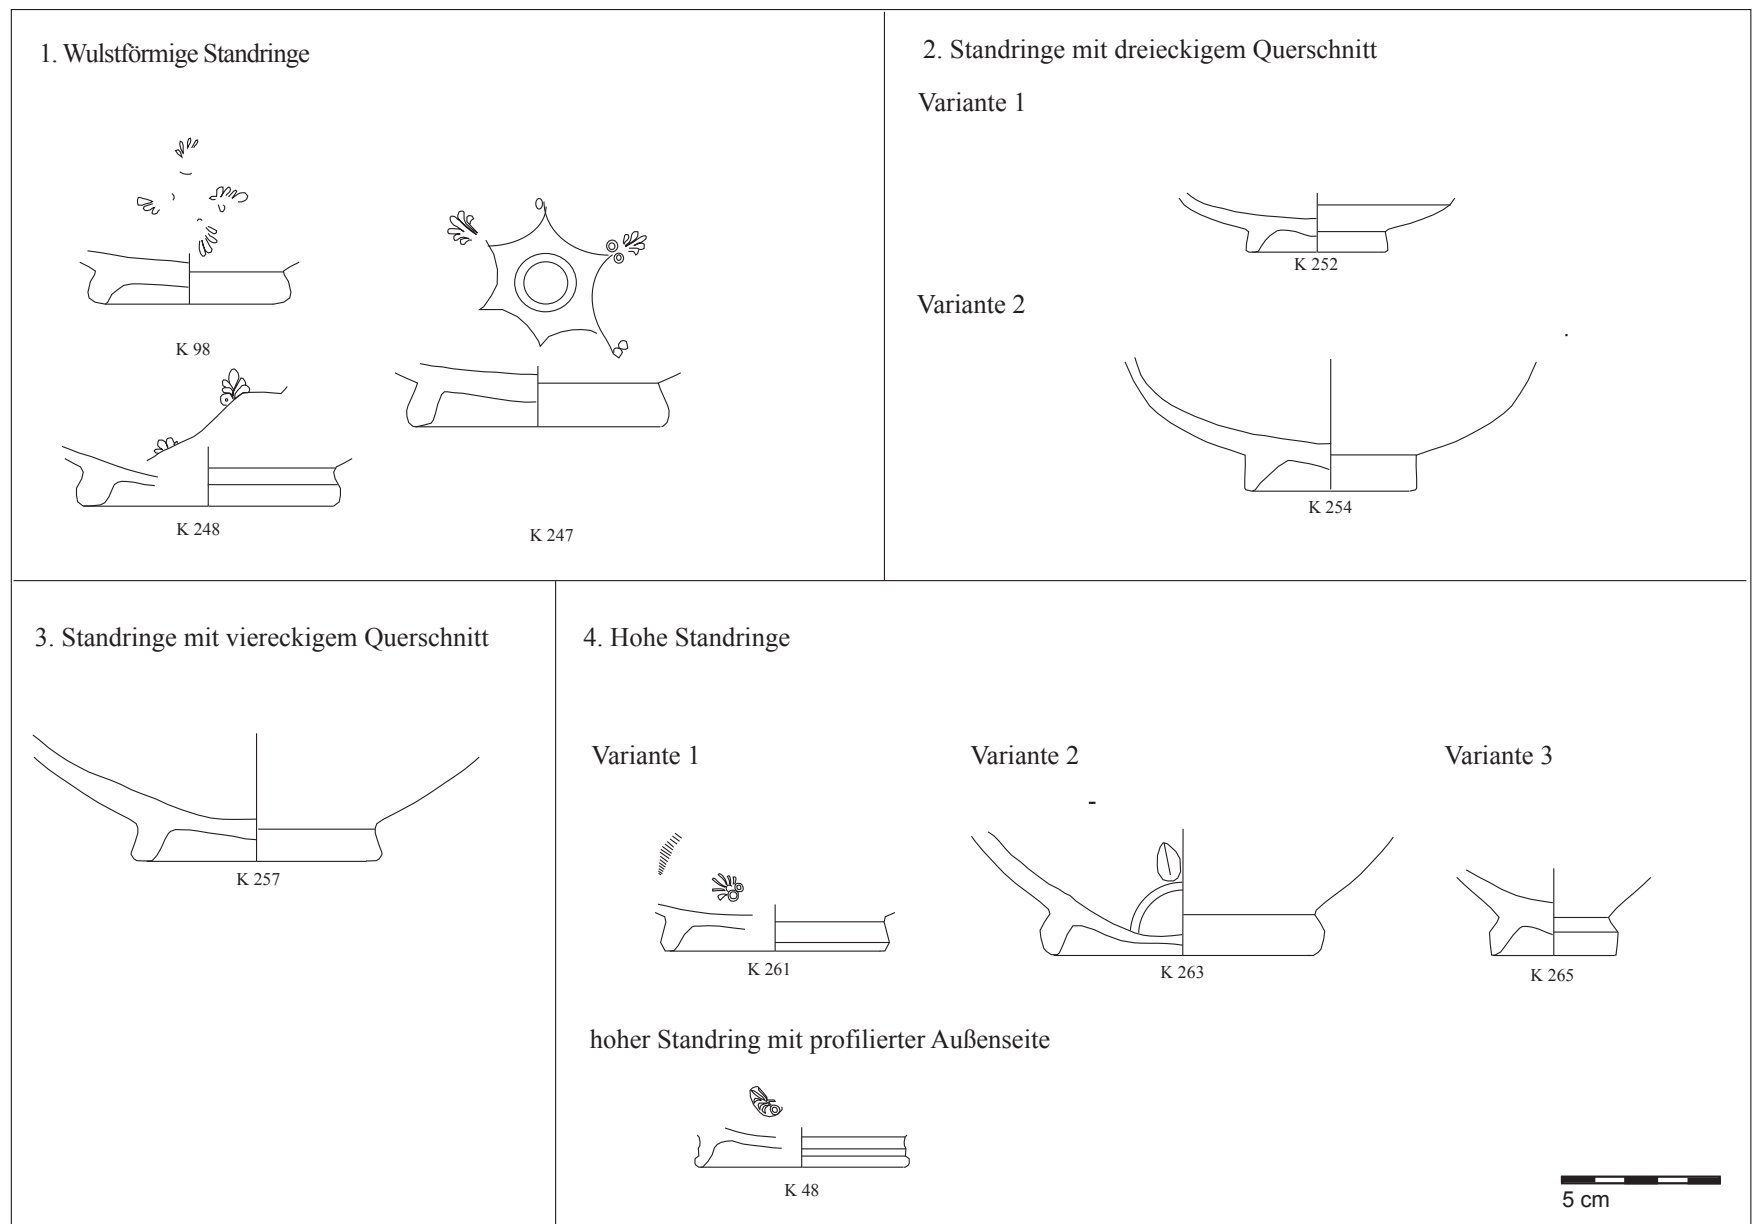 1. Wulstförmige Standringe
K 98
K 248
K 247
2. Standringe mit dreieckigem Querschnitt
Variante 1
K 252
Variante 2
K 254
3. Standringe mit viereckigem Querschnitt
K 257
4. Hohe Standringe
Variante 1
Variante 2
Variante 3
K 261
K 263
K 265
hoher Standring mit profilierter Außenseite
K 48
5 cm